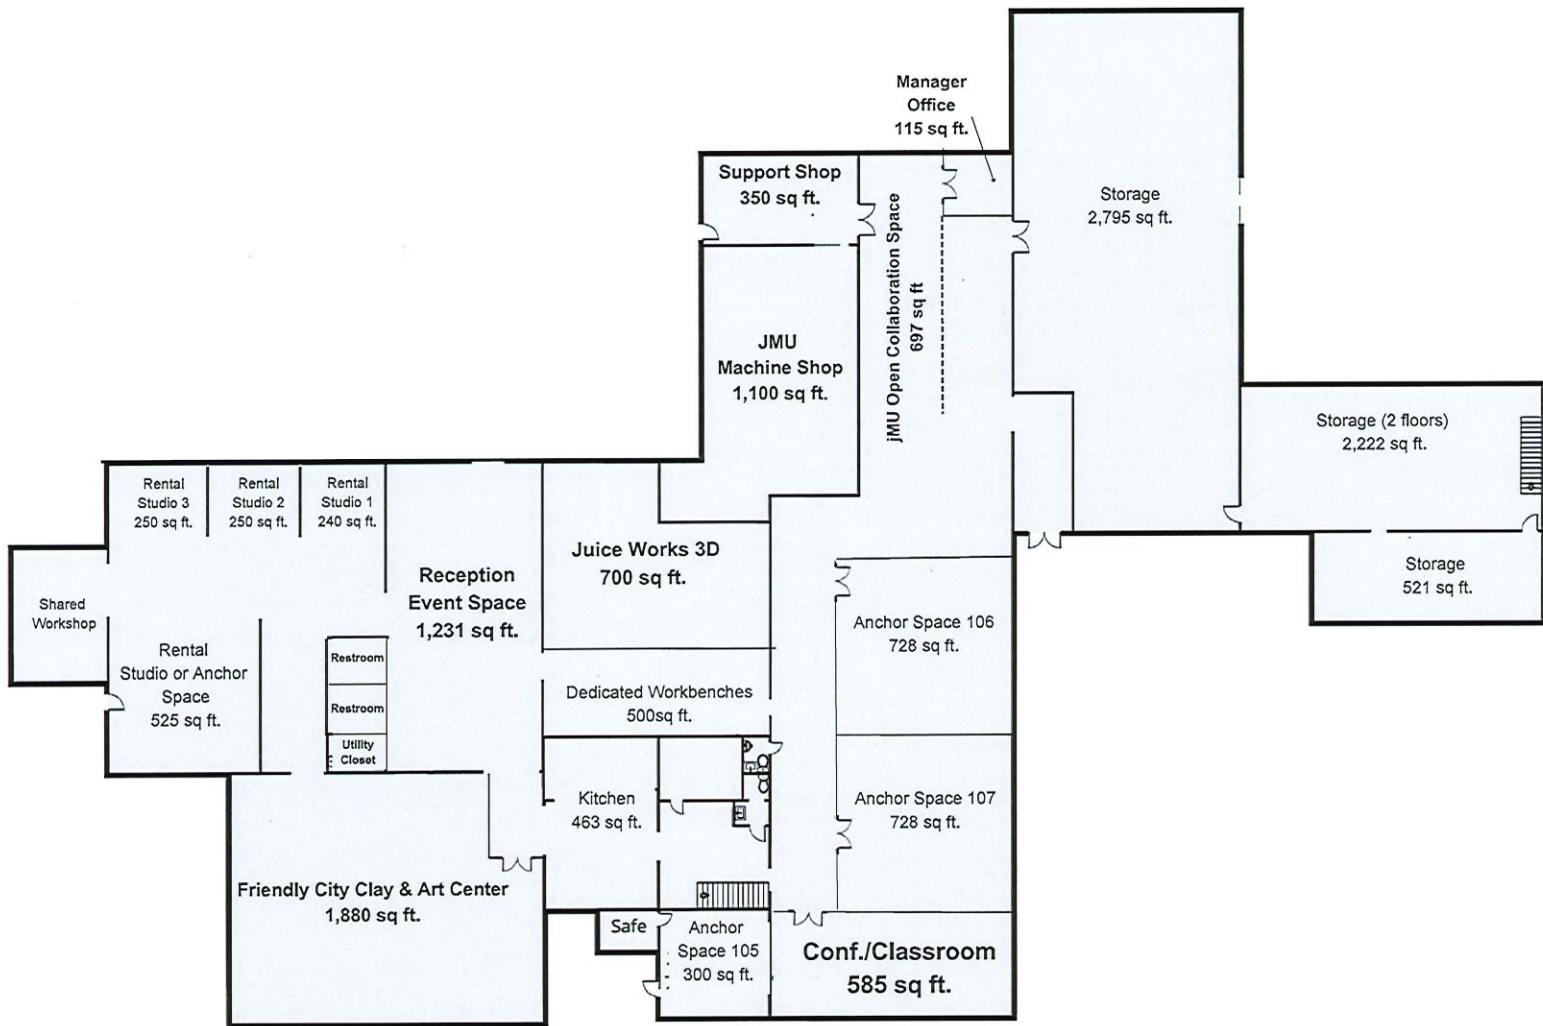 Manager
Office
115 sq ft.
Support Shop
350 sq ft.
jMU Open Collaboration Space
697 sq ft
Storage
2,795 sq ft.
JMU
Machine Shop
1,100 sq ft.
Storage (2 floors)
2,222 sq ft.
Storage
521 sq ft.
Rental
Studio 3
250 sq ft.
Rental
Studio 2
250 sq ft.
Rental
Studio 1
240 sq ft.
Reception
Event Space
1,231 sq ft.
Juice Works 3D
700 sq ft.
Shared
Workshop
Rental
Studio or Anchor
Space
525 sq ft.
Restroom
Restroom
Utility
Closet
Dedicated Workbenches
500sq ft.
Anchor Space 106
728 sq ft.
Kitchen
463 sq ft.
Anchor Space 107
728 sq ft.
Friendly City Clay & Art Center
1,880 sq ft.
Safe
Anchor
Space 105
300 sq ft.
Conf./Classroom
585 sq ft.